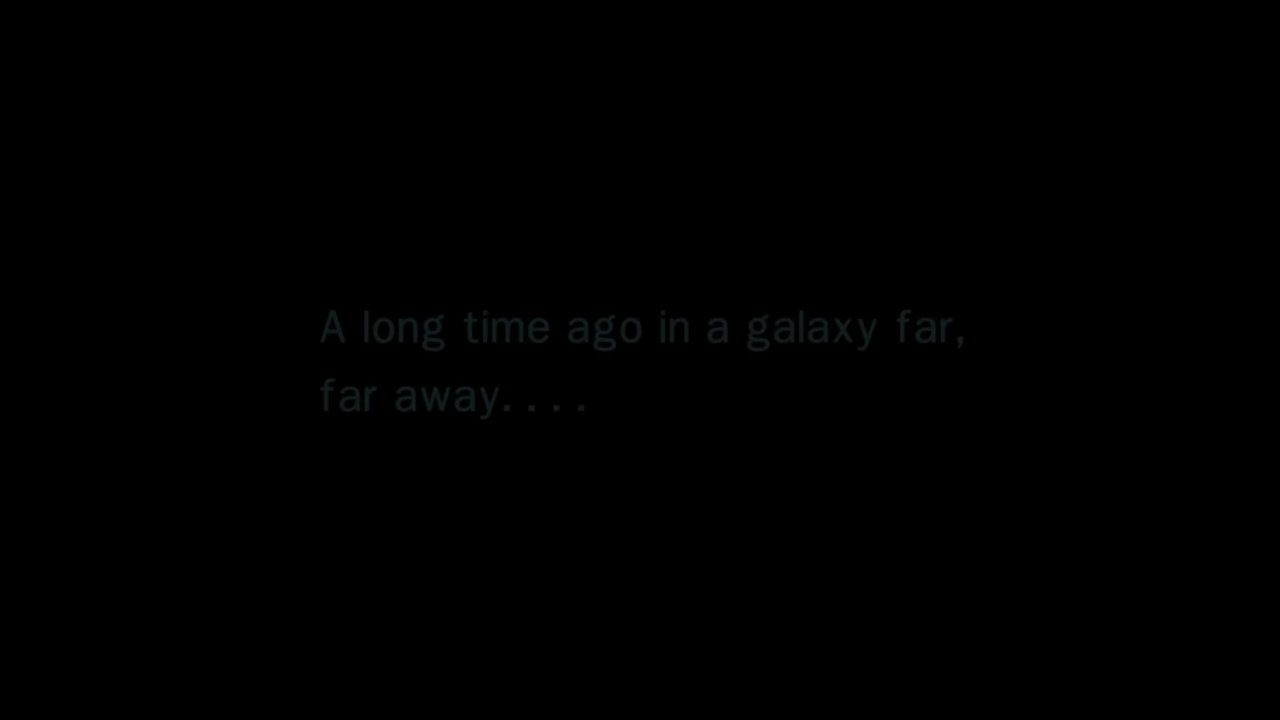 A long time ago in a galaxy far,
far away. . . .